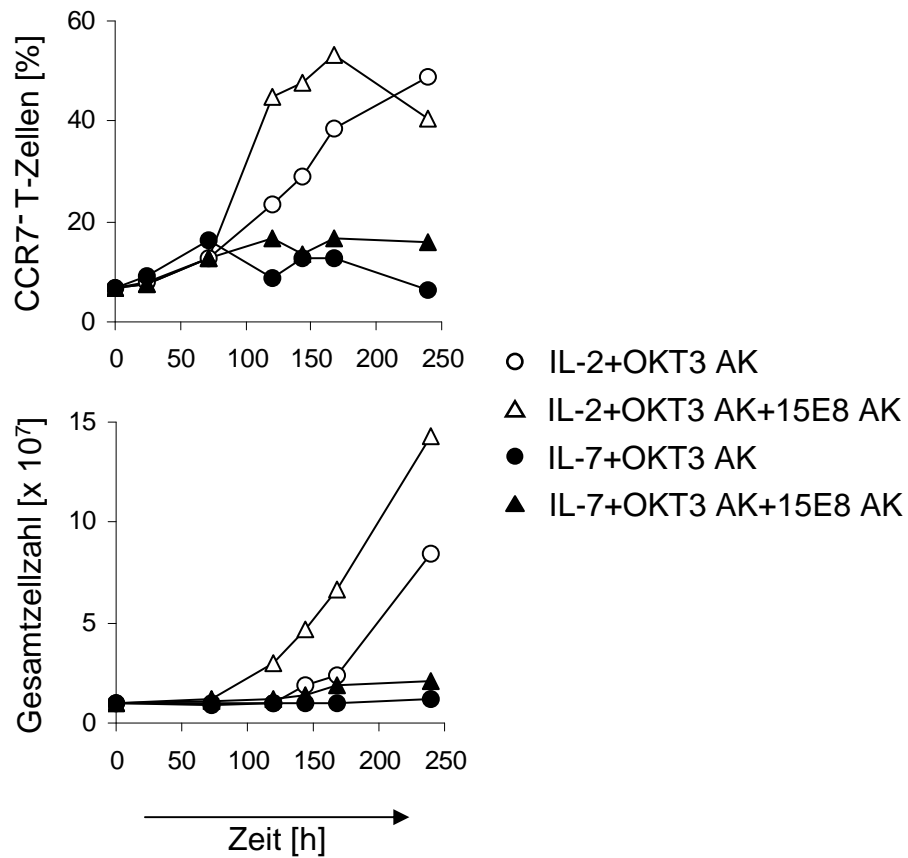 CCR7⁻ T-Zellen [%]
60
40
20
0
0 50 100 150 200 250
IL-2+OKT3 AK
IL-2+OKT3 AK+15E8 AK
IL-7+OKT3 AK
IL-7+OKT3 AK+15E8 AK
Gesamtzellzahl [x 10⁷]
15
10
5
0
0 50 100 150 200 250
Zeit [h]